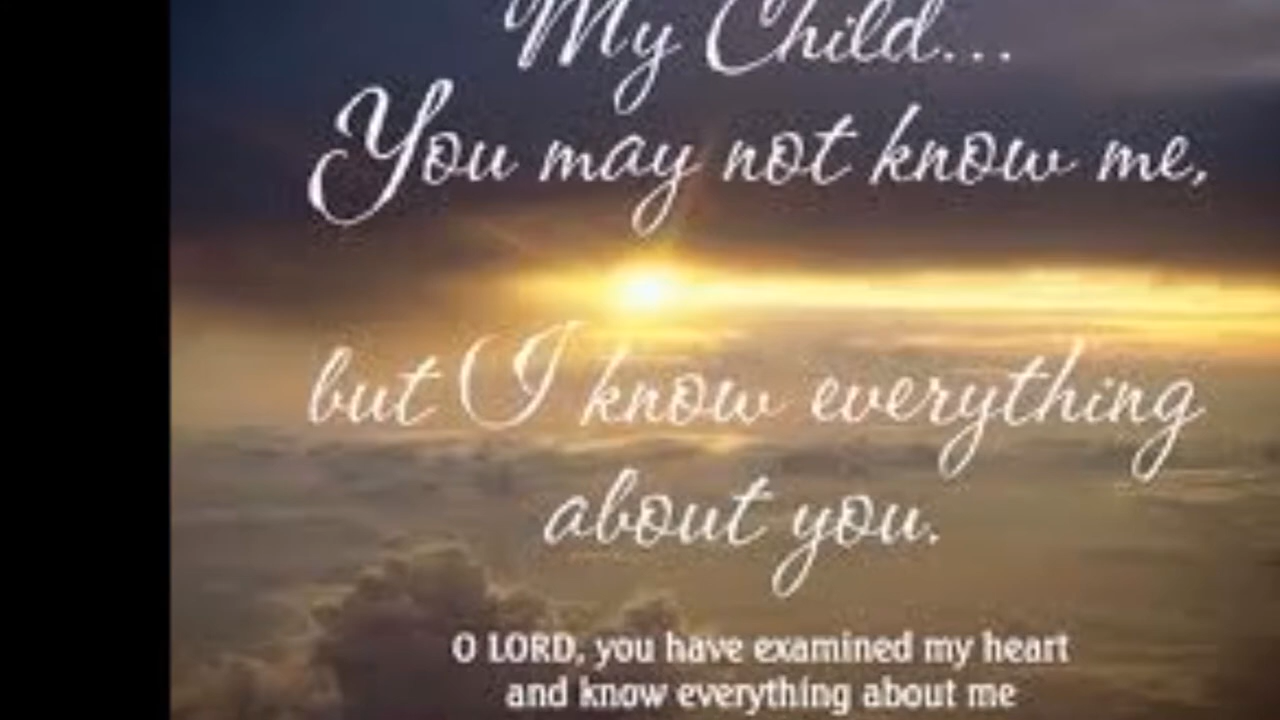 My Child...
You may not know me,
but I know everything
about you.
O LORD, you have examined my heart
and know everything about me